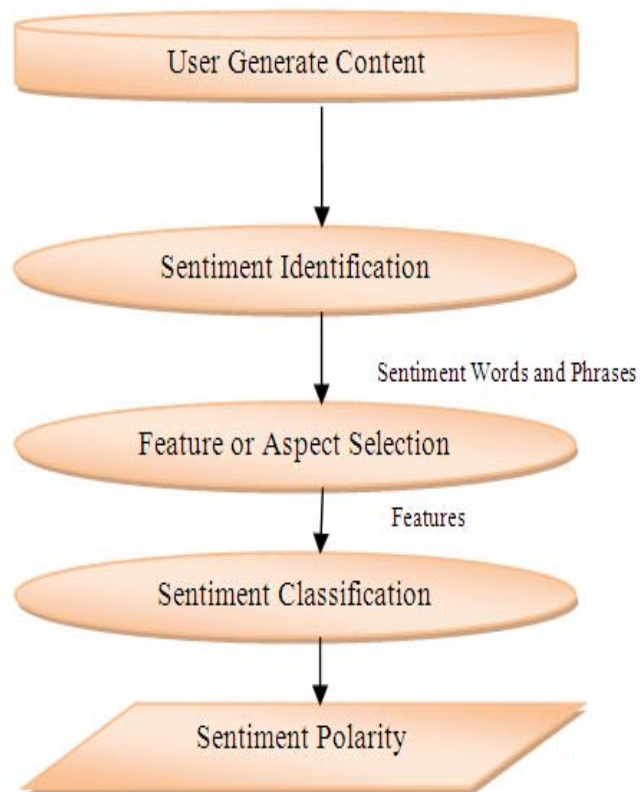 User Generate Content
Sentiment Identification
Sentiment Words and Phrases
Feature or Aspect Selection
Features
Sentiment Classification
Sentiment Polarity